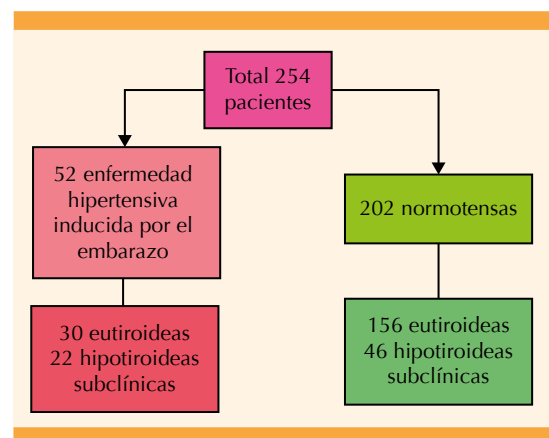 Total 254
pacientes
52 enfermedad
hipertensiva
inducida por el
embarazo
202 normotensas
30 eutiroideas
22 hipotiroideas
subclínicas
156 eutiroideas
46 hipotiroideas
subclínicas